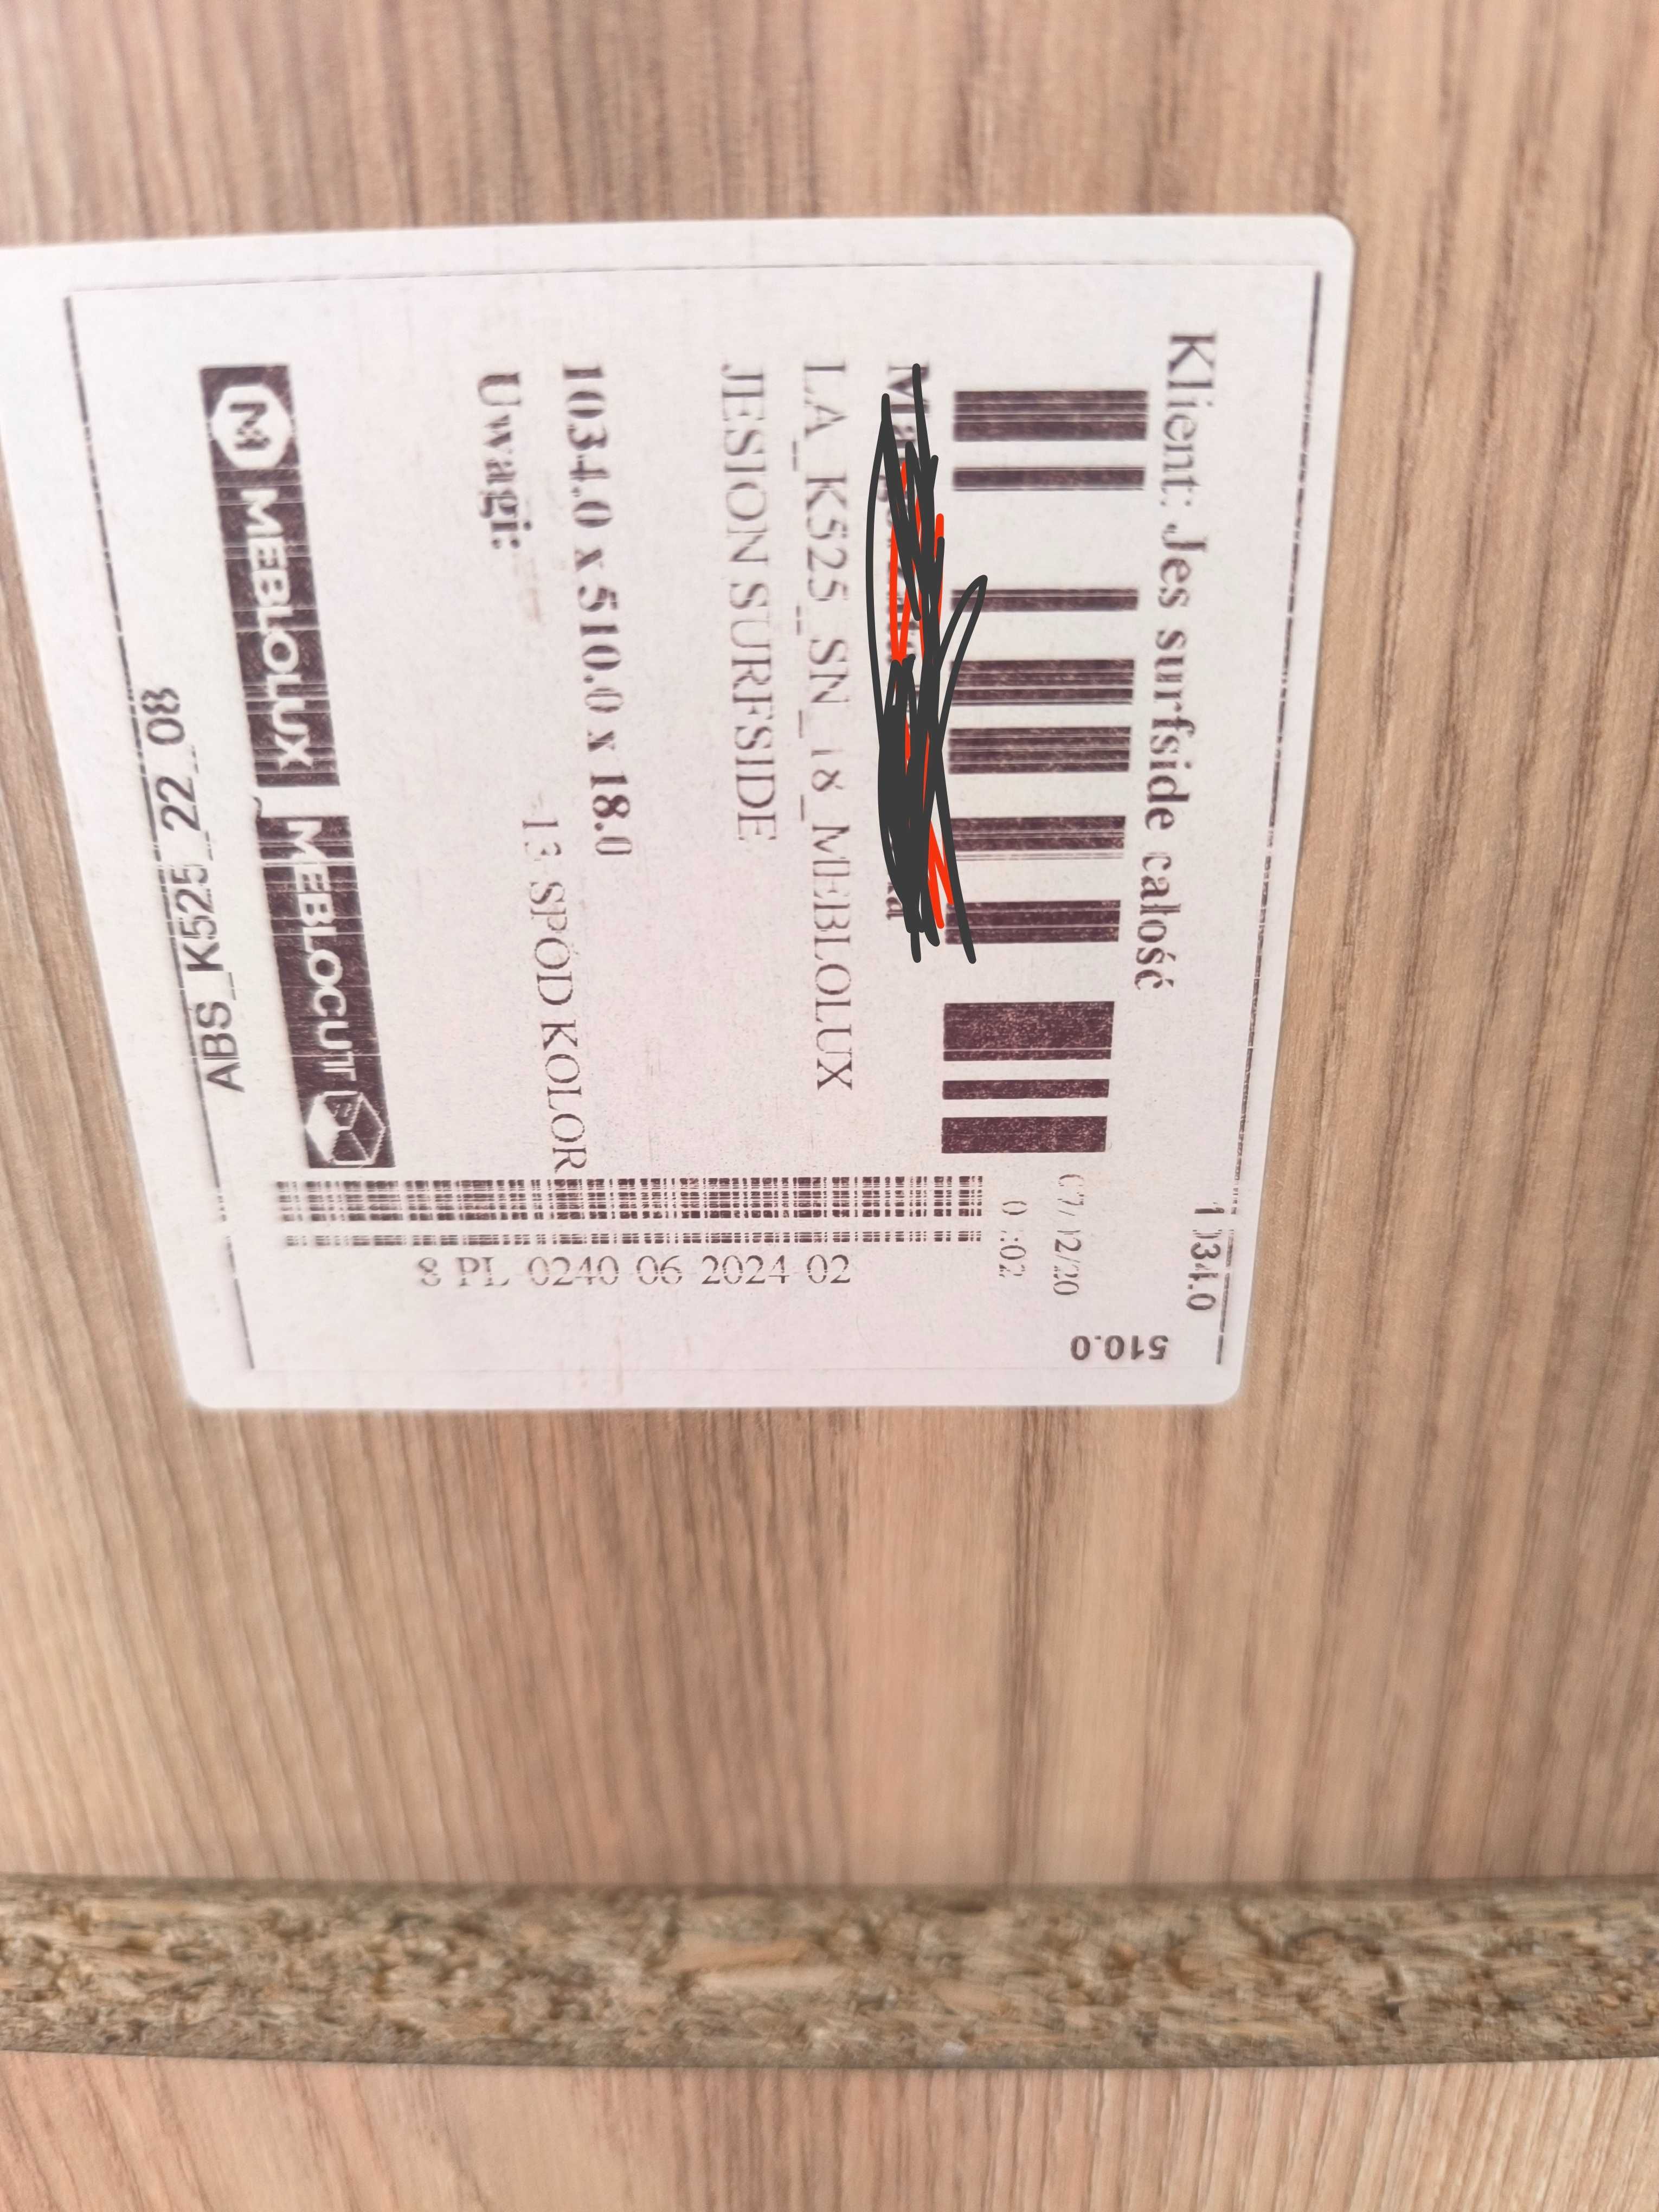 Klient: Jes surfside całość
LA_K525_SN_18_MEBLOLUX
JESION SURFSIDE
1034.0 x 510.0 x 18.0
Uwagi:
13 SPÓD KOLOR
M MEBLOLUX MEBLOCUT
ABS_K525_22_08
8 PL 0240 06 2024 02
1034.0
510.0